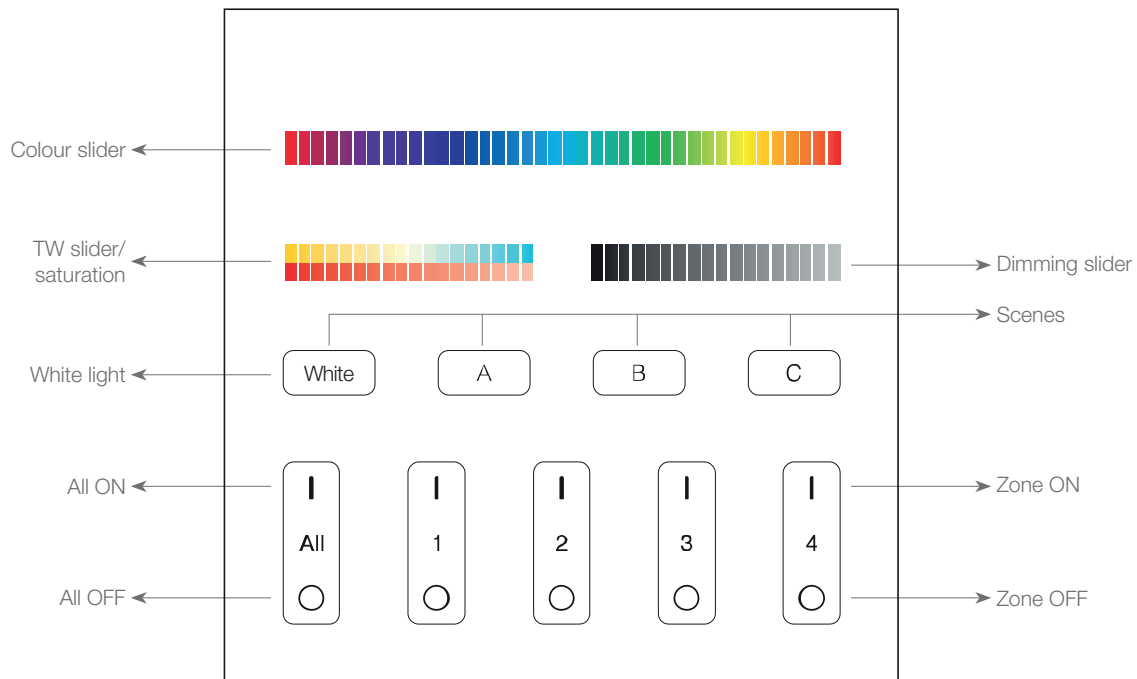 Colour slider
TW slider/
saturation
Dimming slider
Scenes
White light
White
A
B
C
All ON
Zone ON
All
1
2
3
4
All OFF
Zone OFF